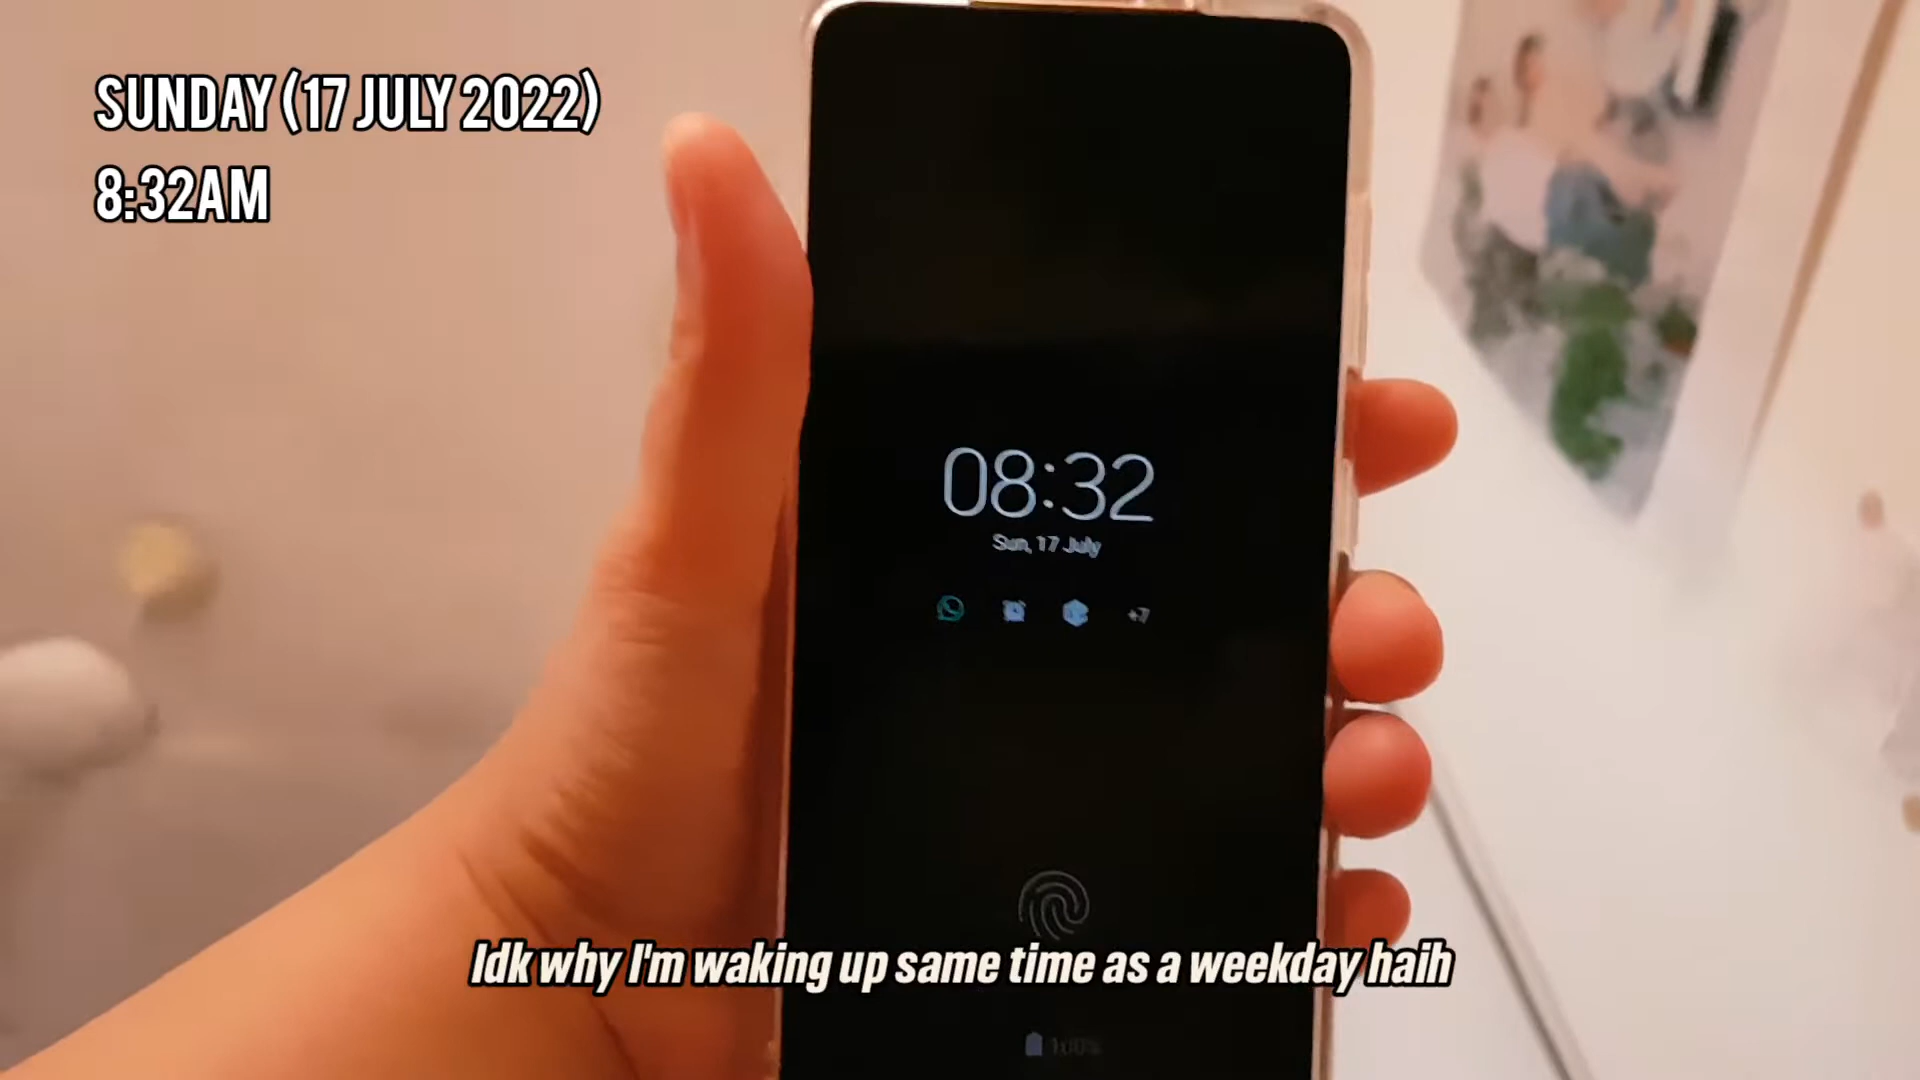 SUNDAY (17 JULY 2022)
8:32AM
08:32
Sun, 17 July
+7
Idk why I'm waking up same time as a weekday haih
100%